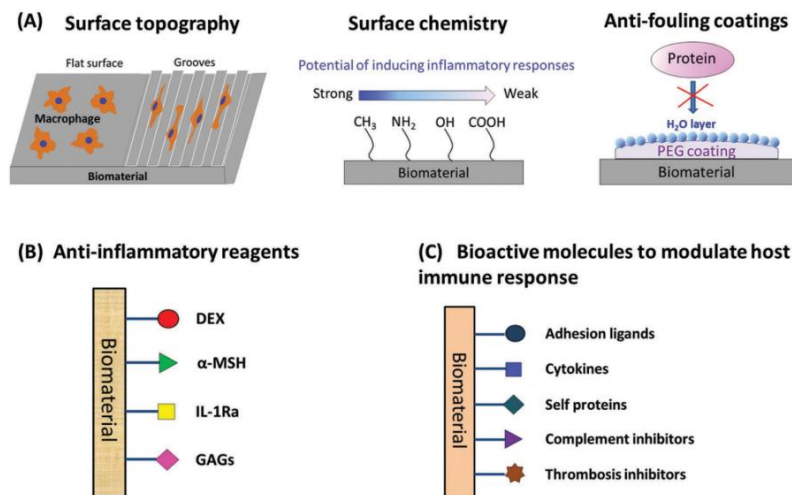 (A) Surface topography
Flat surface
Grooves
Macrophage
Biomaterial
Surface chemistry
Potential of inducing inflammatory responses
Strong
Weak
CH₃ NH₂ OH COOH
Biomaterial
Anti-fouling coatings
Protein
H₂O layer
PEG coating
Biomaterial
(B) Anti-inflammatory reagents
Biomaterial
DEX
α-MSH
IL-1Ra
GAGs
(C) Bioactive molecules to modulate host
immune response
Biomaterial
Adhesion ligands
Cytokines
Self proteins
Complement inhibitors
Thrombosis inhibitors